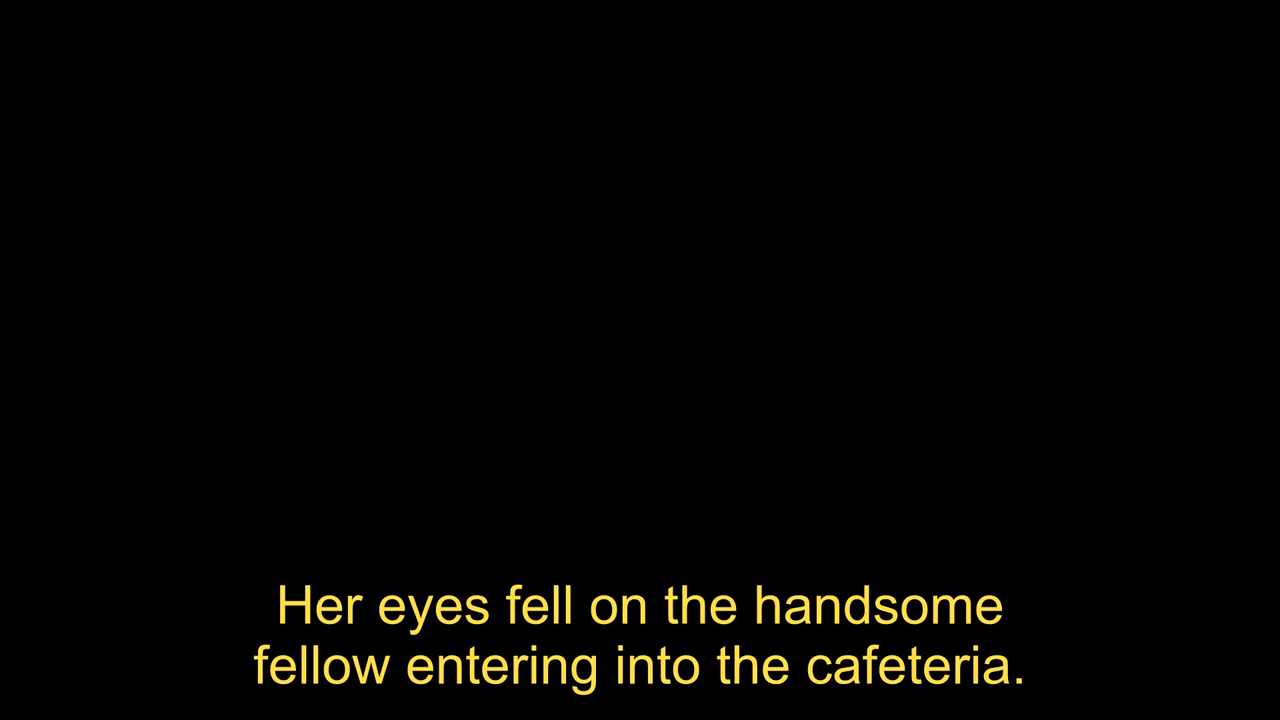 Her eyes fell on the handsome
fellow entering into the cafeteria.